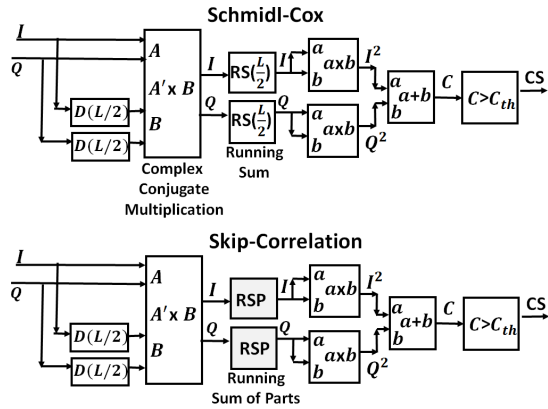 Schmidl-Cox
I
Q
A
A′x B
B
D(L/2)
D(L/2)
Complex
Conjugate
Multiplication
I
Q
RS(L/2)
RS(L/2)
Running
Sum
I
Q
a
axb
b
a
axb
b
I²
Q²
a
a+b
b
C
C>Cth
CS
Skip-Correlation
I
Q
A
A′x B
B
D(L/2)
D(L/2)
I
Q
RSP
RSP
Running
Sum of Parts
I
Q
a
axb
b
a
axb
b
I²
Q²
a
a+b
b
C
C>Cth
CS